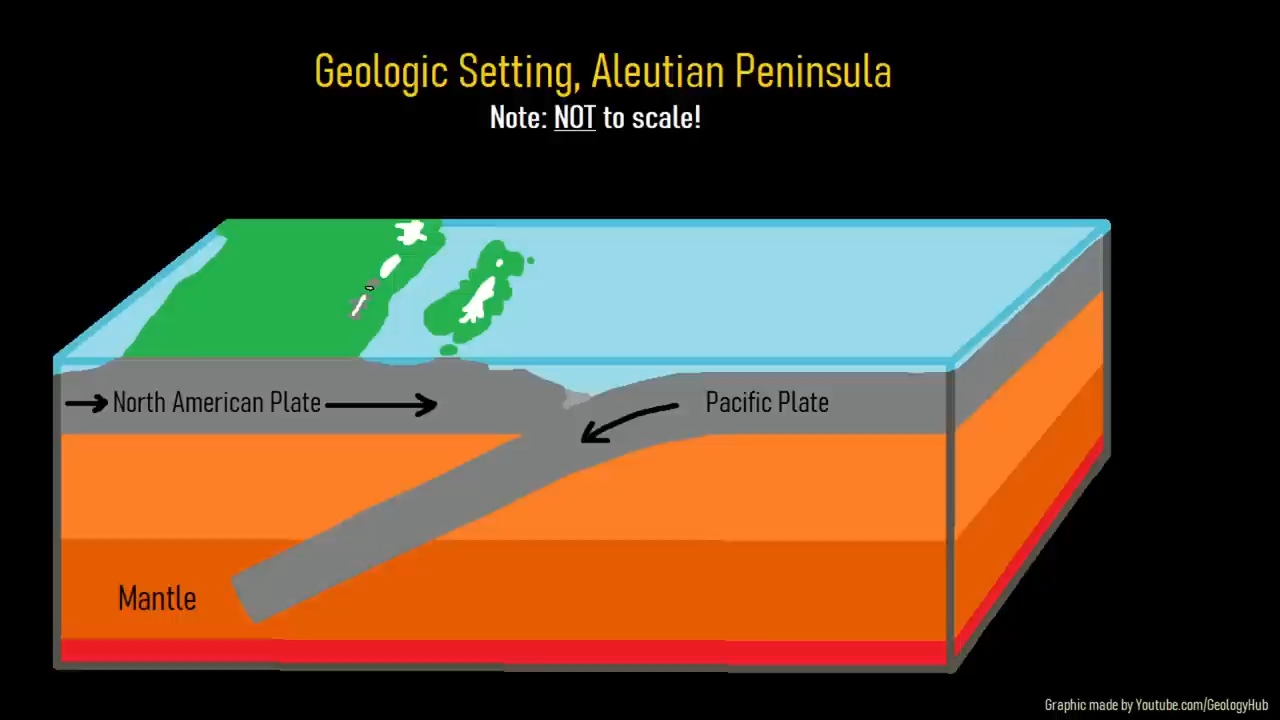 Geologic Setting, Aleutian Peninsula
Note: NOT to scale!
North American Plate
Pacific Plate
Mantle
Graphic made by Youtube.com/GeologyHub